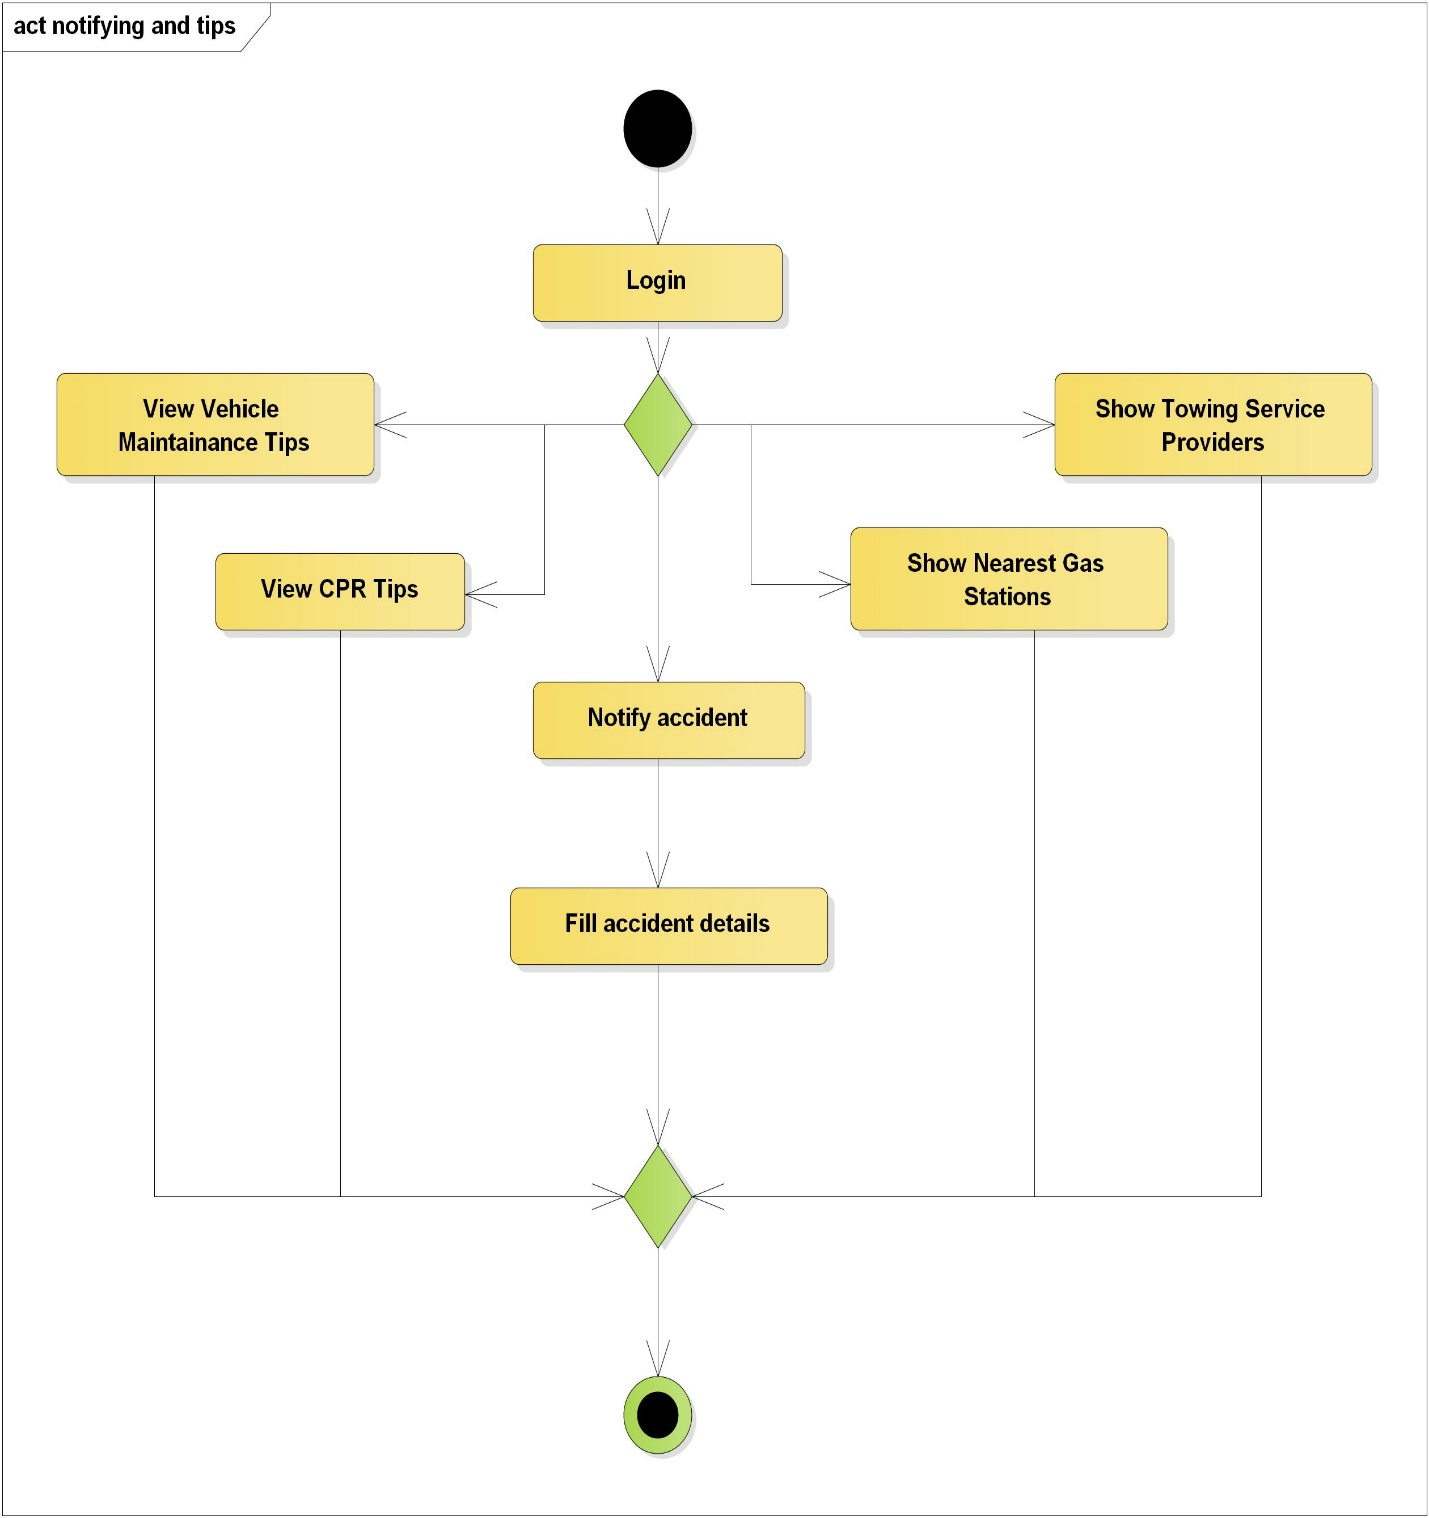 act notifying and tips
Login
View Vehicle
Maintainance Tips
Show Towing Service
Providers
View CPR Tips
Show Nearest Gas
Stations
Notify accident
Fill accident details